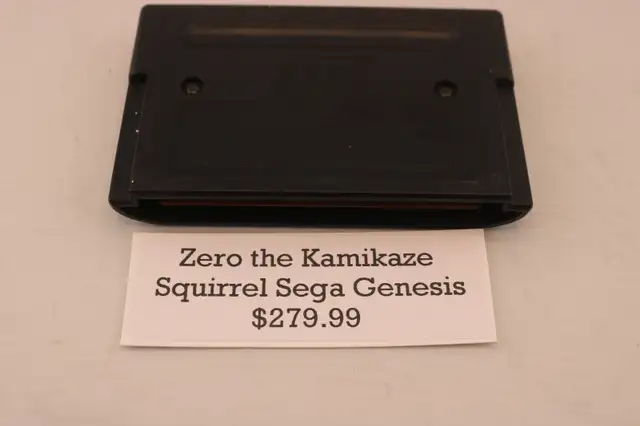 Zero the Kamikaze
Squirrel Sega Genesis
$279.99